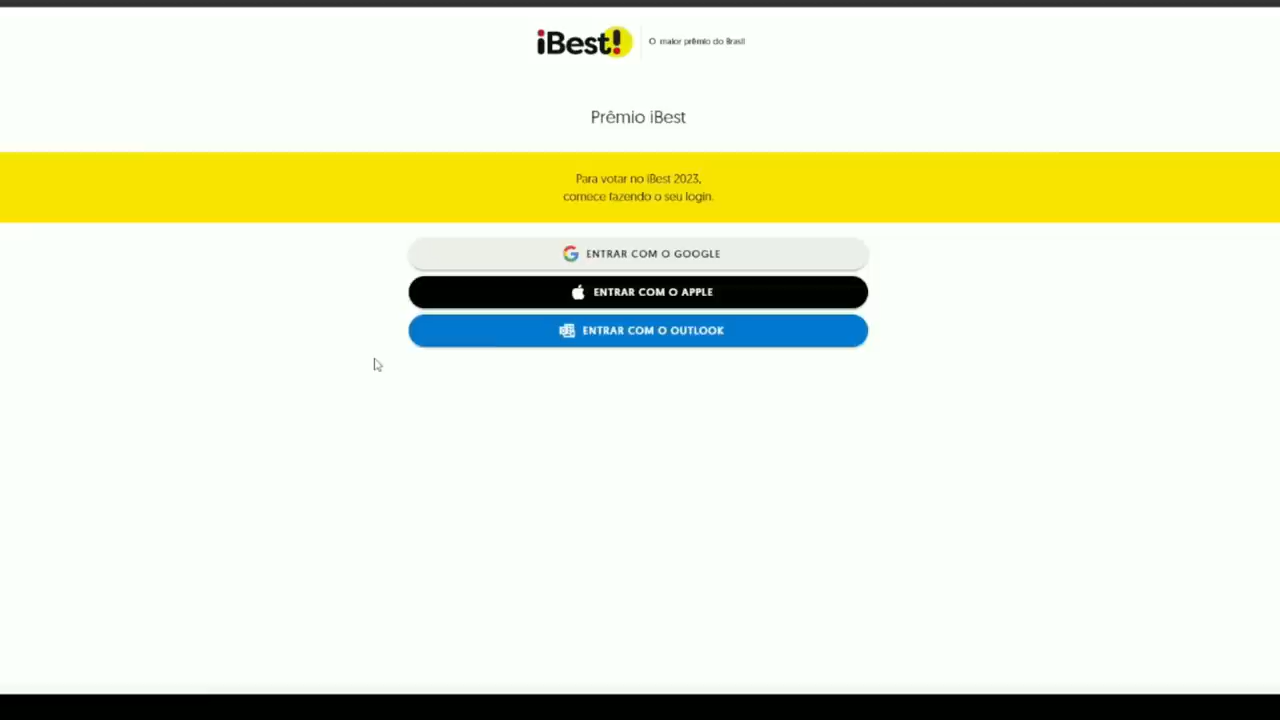 iBest!
O maior prêmio do Brasil
Prêmio iBest
Para votar no iBest 2023,
comece fazendo o seu login.
ENTRAR COM O GOOGLE
ENTRAR COM O APPLE
ENTRAR COM O OUTLOOK